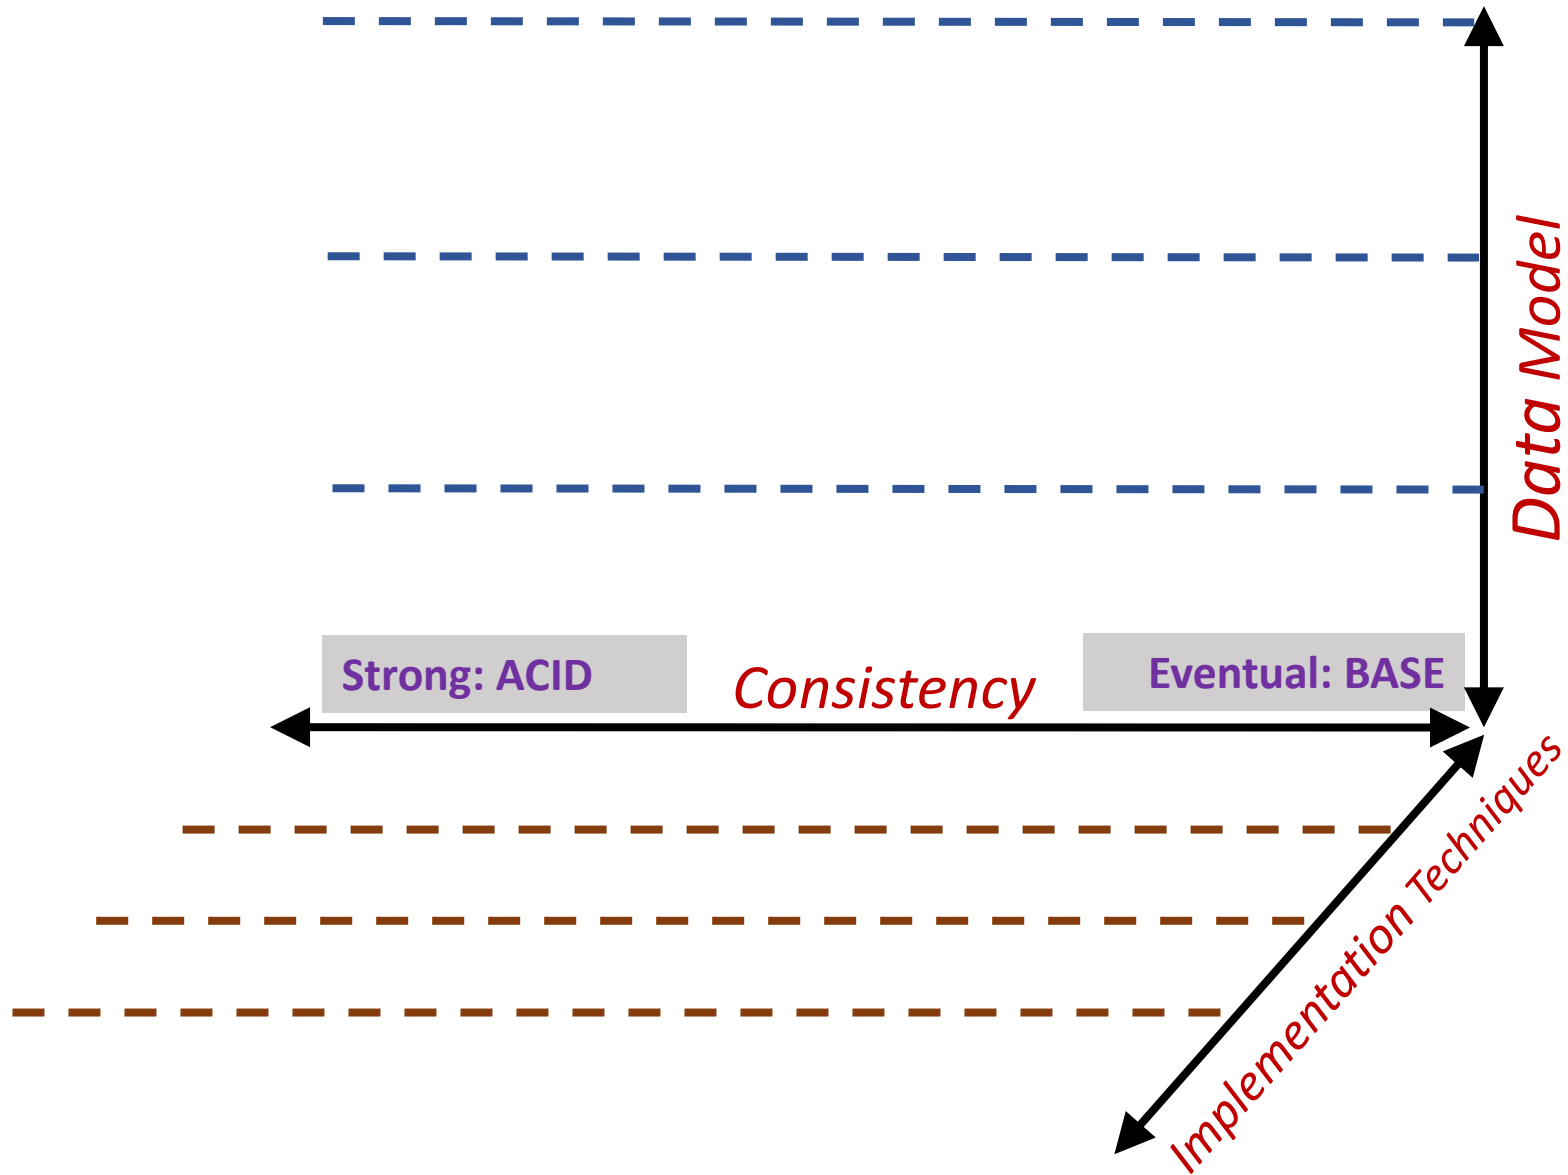 Data Model
Strong: ACID
Consistency
Eventual: BASE
Implementation Techniques